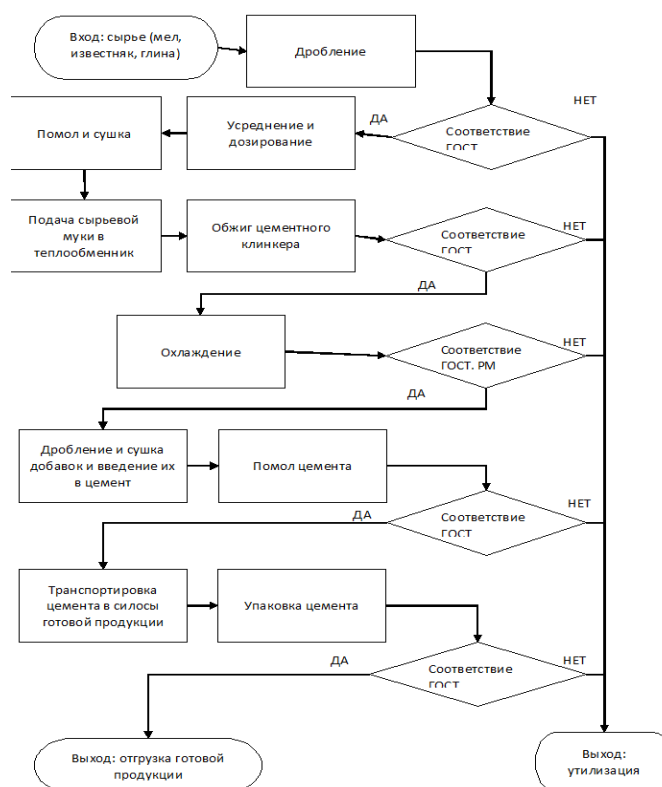 Вход: сырье (мел,
известняк, глина)
Дробление
НЕТ
ДА
Помол и сушка
Усреднение и
дозирование
Соответствие
ГОСТ
Подача сырьевой
муки в
теплообменник
Обжиг цементного
клинкера
Соответствие
ГОСТ
НЕТ
ДА
Охлаждение
Соответствие
ГОСТ. РМ
НЕТ
ДА
Дробление и сушка
добавок и введение их
в цемент
Помол цемента
Соответствие
ГОСТ
НЕТ
ДА
Транспортировка
цемента в силосы
готовой продукции
Упаковка цемента
Соответствие
ГОСТ
НЕТ
ДА
Выход: отгрузка готовой
продукции
Выход:
утилизация